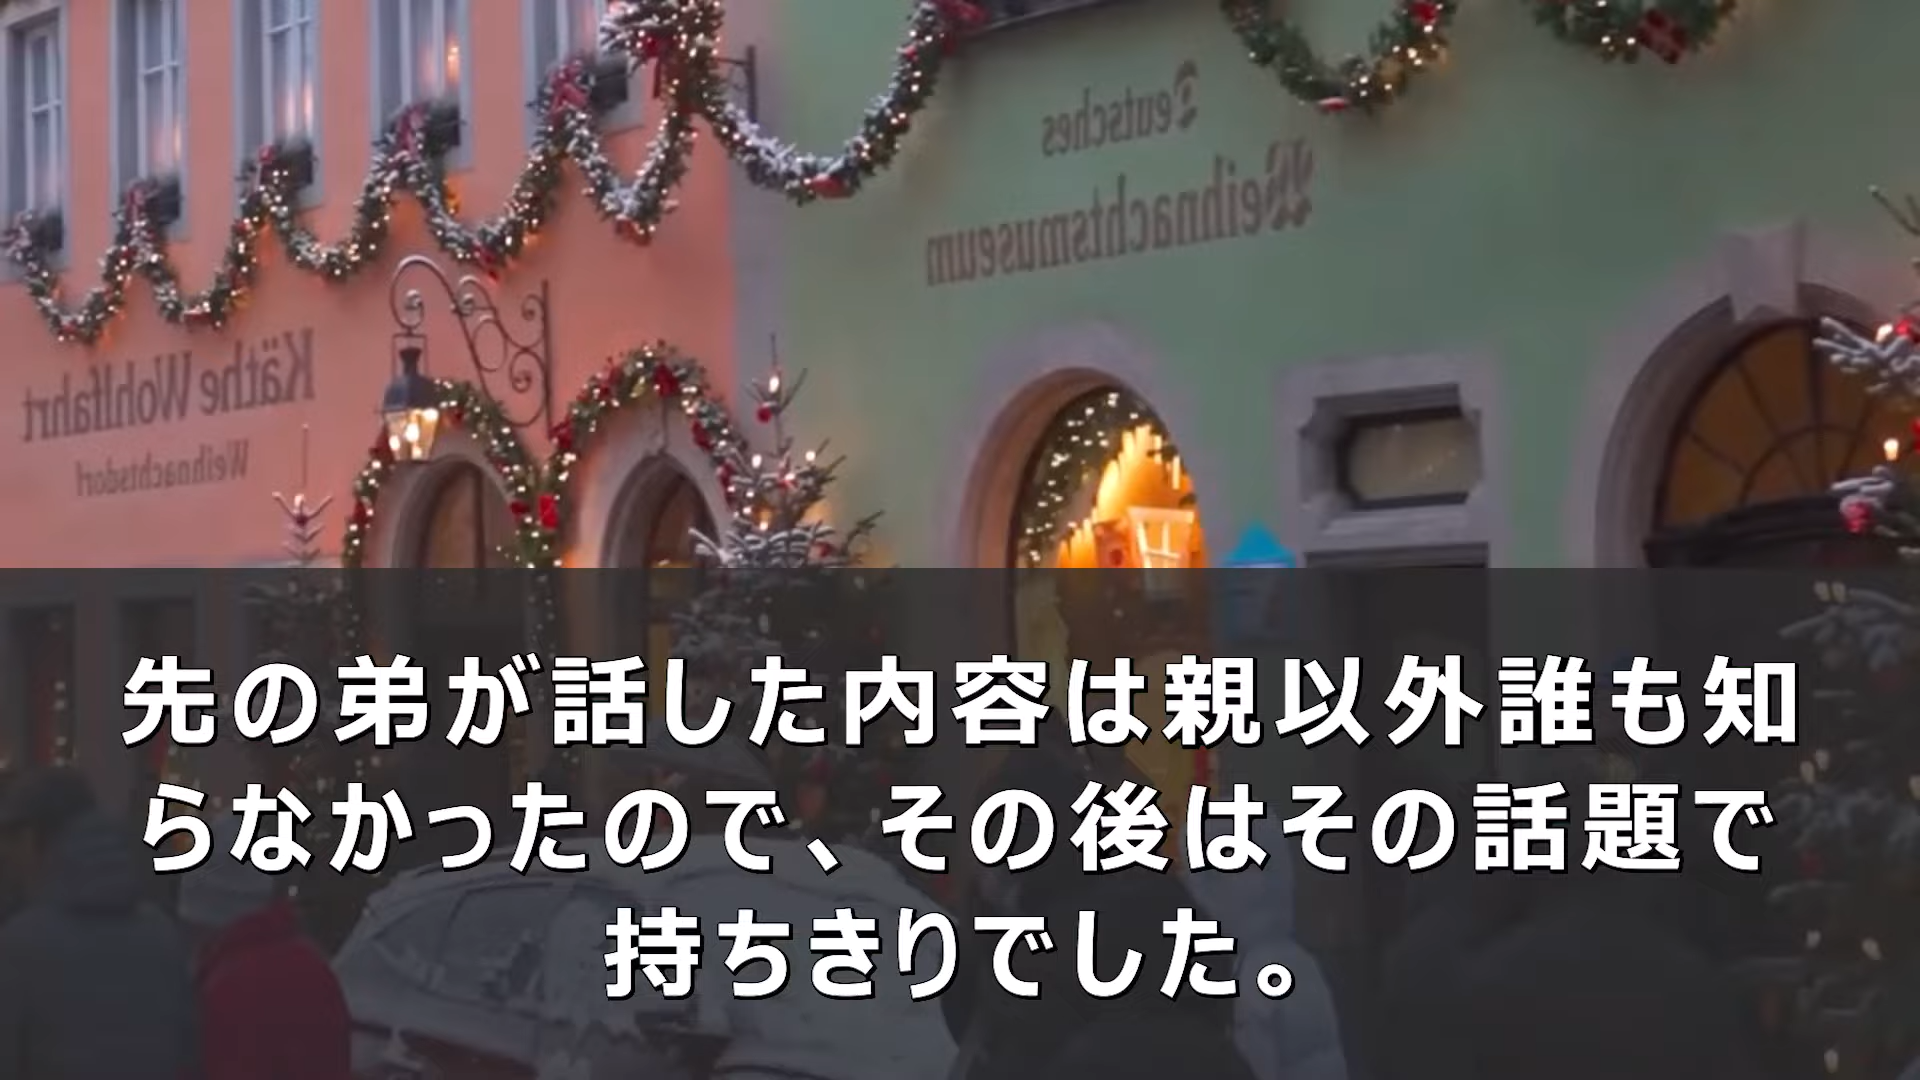 Deutsches
Weihnachtsmuseum
Käthe Wohlfahrt
Weihnachtsdorf
先の弟が話した内容は親以外誰も知
らなかったので、その後はその話題で
持ちきりでした。